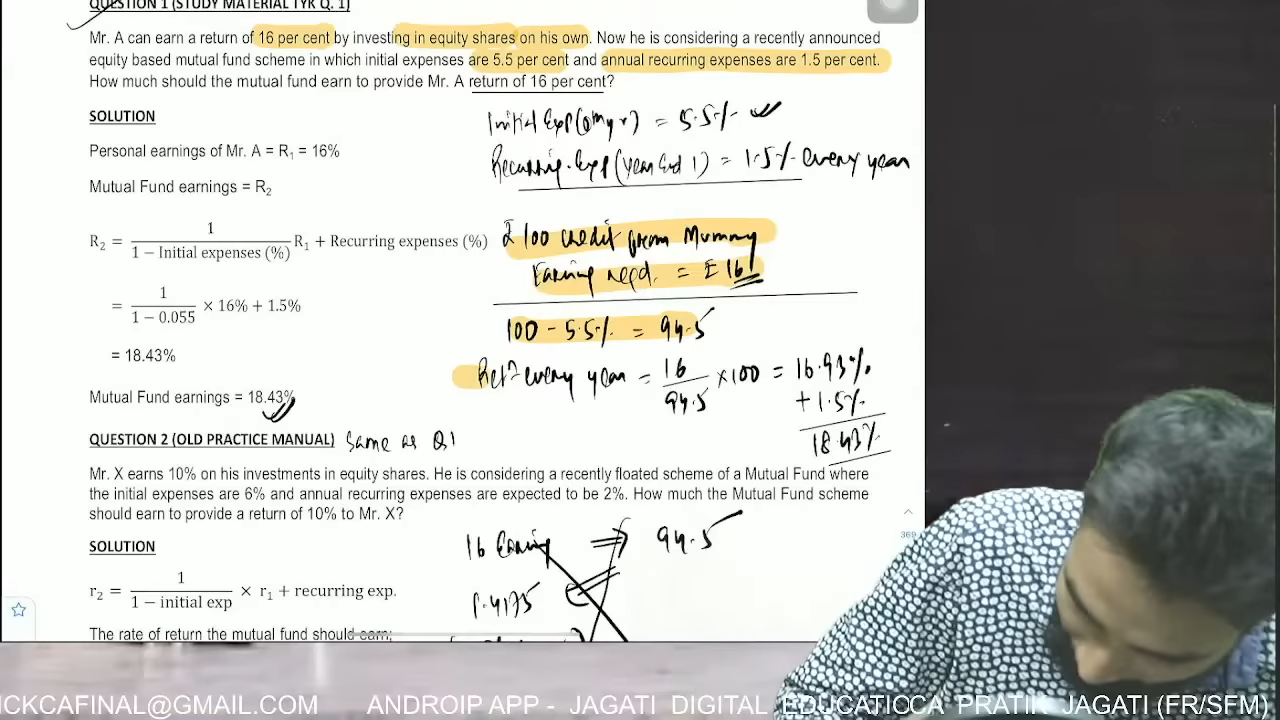 QUESTION 1 (STUDY MATERIAL TYK Q. 1)
Mr. A can earn a return of 16 per cent by investing in equity shares on his own. Now he is considering a recently announced
equity based mutual fund scheme in which initial expenses are 5.5 per cent and annual recurring expenses are 1.5 per cent.
How much should the mutual fund earn to provide Mr. A return of 16 per cent?
SOLUTION
Initial Exp = 5.5%
Personal earnings of Mr. A = R1 = 16%
Recurring. Exp (Year End 1) = 1.5% every year
Mutual Fund earnings = R2
R2 = 1 / 1 − Initial expenses (%) R1 + Recurring expenses (%)
₹ 100 credit from Mummy
Earning reqd. = ₹ 16
= 1 / 1 − 0.055 × 16% + 1.5%
100 - 5.5% = 94.5
= 18.43%
Retn every year = 16 / 94.5 × 100 = 16.93%
+ 1.5%
18.43%
Mutual Fund earnings = 18.43%
QUESTION 2 (OLD PRACTICE MANUAL) Same as Q1
Mr. X earns 10% on his investments in equity shares. He is considering a recently floated scheme of a Mutual Fund where
the initial expenses are 6% and annual recurring expenses are expected to be 2%. How much the Mutual Fund scheme
should earn to provide a return of 10% to Mr. X?
369
SOLUTION
16 Earning ⇒ 94.5
r2 = 1 / 1 − initial exp × r1 + recurring exp.
1.4175
The rate of return the mutual fund should earn;
ICKCAFINAL@GMAIL.COM ANDROIP APP - JAGATI DIGITAL EDUCATIOCA PRATIK JAGATI (FR/SFM)